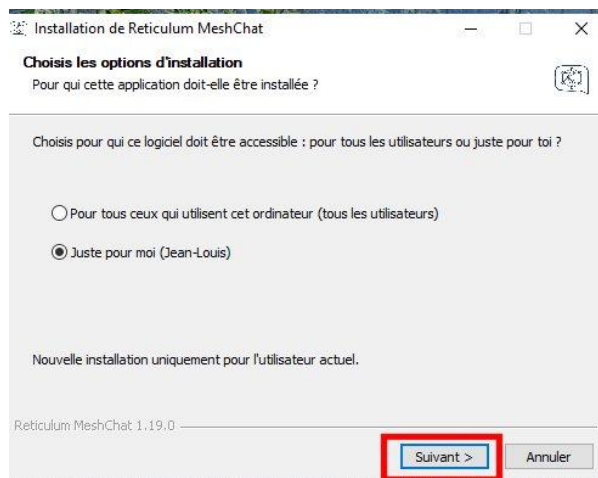 Installation de Reticulum MeshChat
Choisis les options d'installation
Pour qui cette application doit-elle être installée ?
Choisis pour qui ce logiciel doit être accessible : pour tous les utilisateurs ou juste pour toi ?
Pour tous ceux qui utilisent cet ordinateur (tous les utilisateurs)
Juste pour moi (Jean-Louis)
Nouvelle installation uniquement pour l'utilisateur actuel.
Reticulum MeshChat 1.19.0
Suivant > Annuler